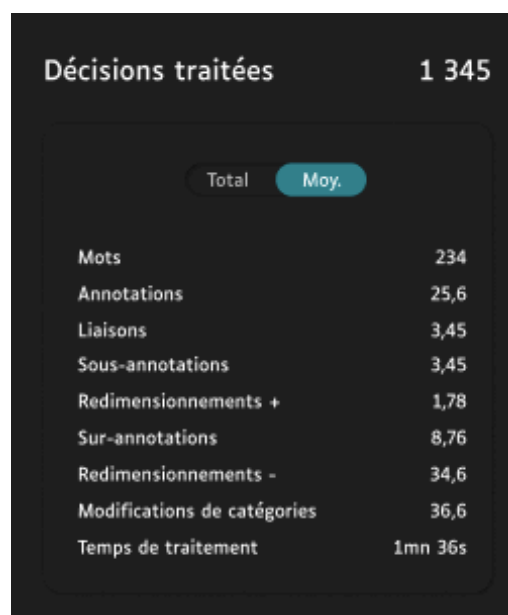 Décisions traitées 1 345
Total Moy.
Mots 234
Annotations 25,6
Liaisons 3,45
Sous-annotations 3,45
Redimensionnements + 1,78
Sur-annotations 8,76
Redimensionnements - 34,6
Modifications de catégories 36,6
Temps de traitement 1mn 36s